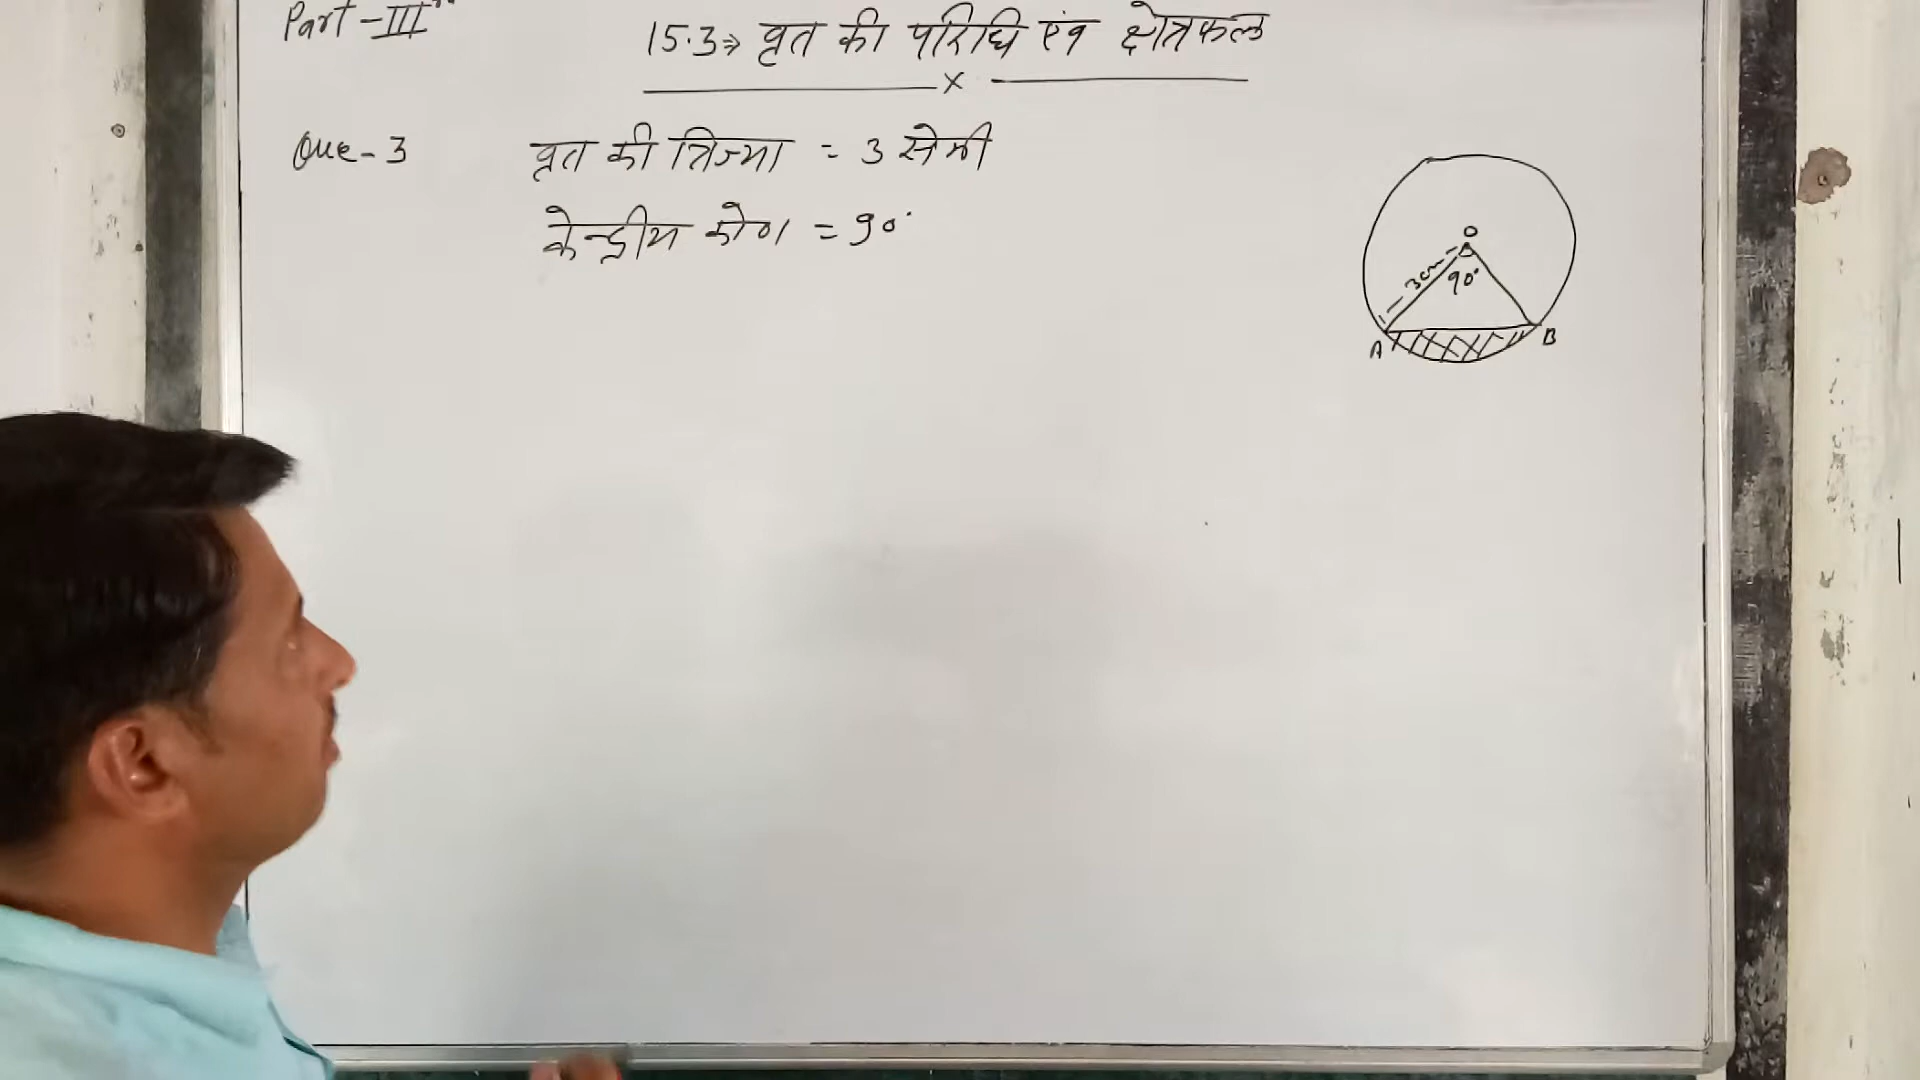 Part-III
15.3⇒ वृत की परिधि एंव क्षेत्रफल
x
Que-3
वृत की त्रिज्या = 3 सेमी
केन्द्रीय कोण = 90°
O
3cm
90°
A
B